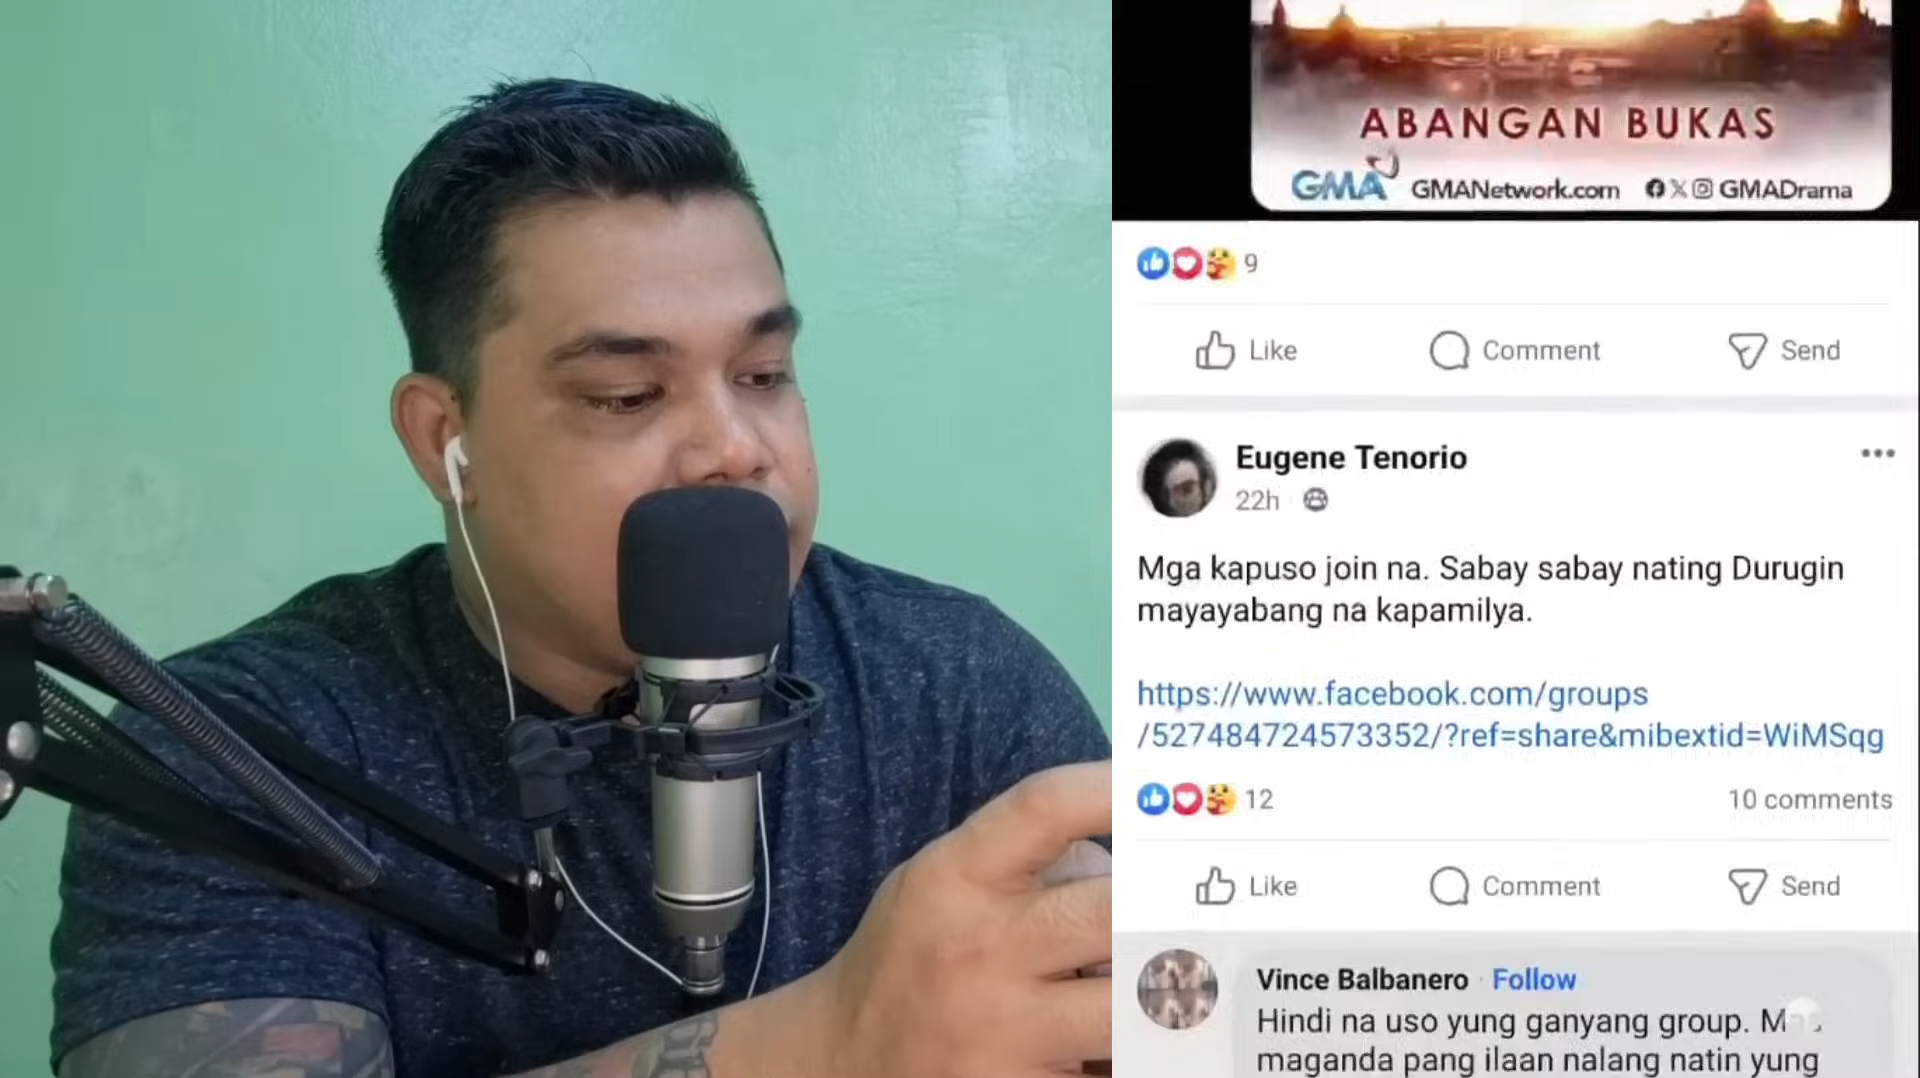 ABANGAN BUKAS
GMA GMANetwork.com GMADrama
9
Like Comment Send
Eugene Tenorio
22h
Mga kapuso join na. Sabay sabay nating Durugin
mayayabang na kapamilya.
https://www.facebook.com/groups
/527484724573352/?ref=share&mibextid=WiMSqg
12 10 comments
Like Comment Send
Vince Balbanero · Follow
Hindi na uso yung ganyang group.
maganda pang ilaan nalang natin yung